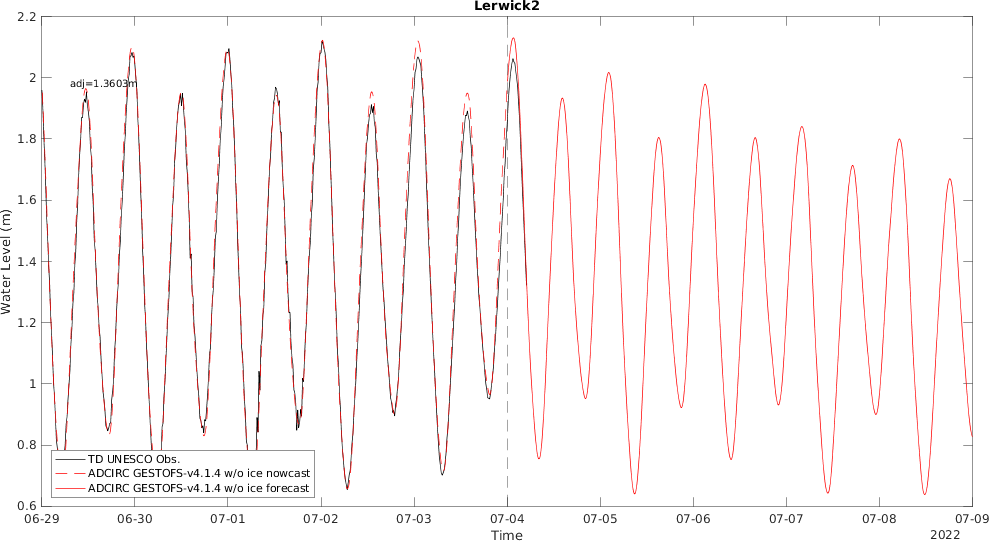 Lerwick2
2.2
2
1.8
1.6
1.4
1.2
1
0.8
0.6
Water Level (m)
adj=1.3603m
TD UNESCO Obs.
ADCIRC GESTOFS-v4.1.4 w/o ice nowcast
ADCIRC GESTOFS-v4.1.4 w/o ice forecast
06-29 06-30 07-01 07-02 07-03 07-04 07-05 07-06 07-07 07-08 07-09
Time
2022